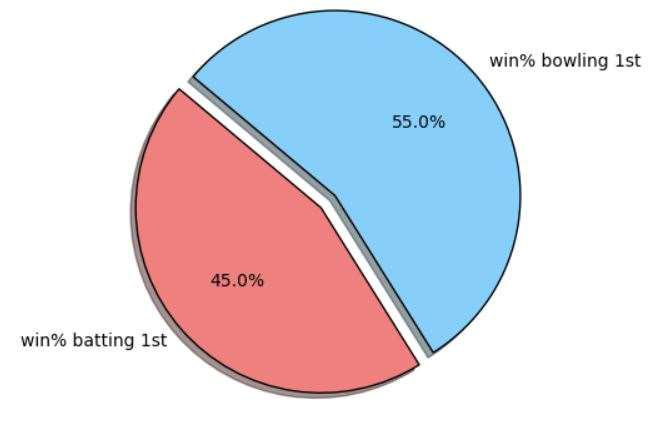 win% bowling 1st
55.0%
45.0%
win% batting 1st